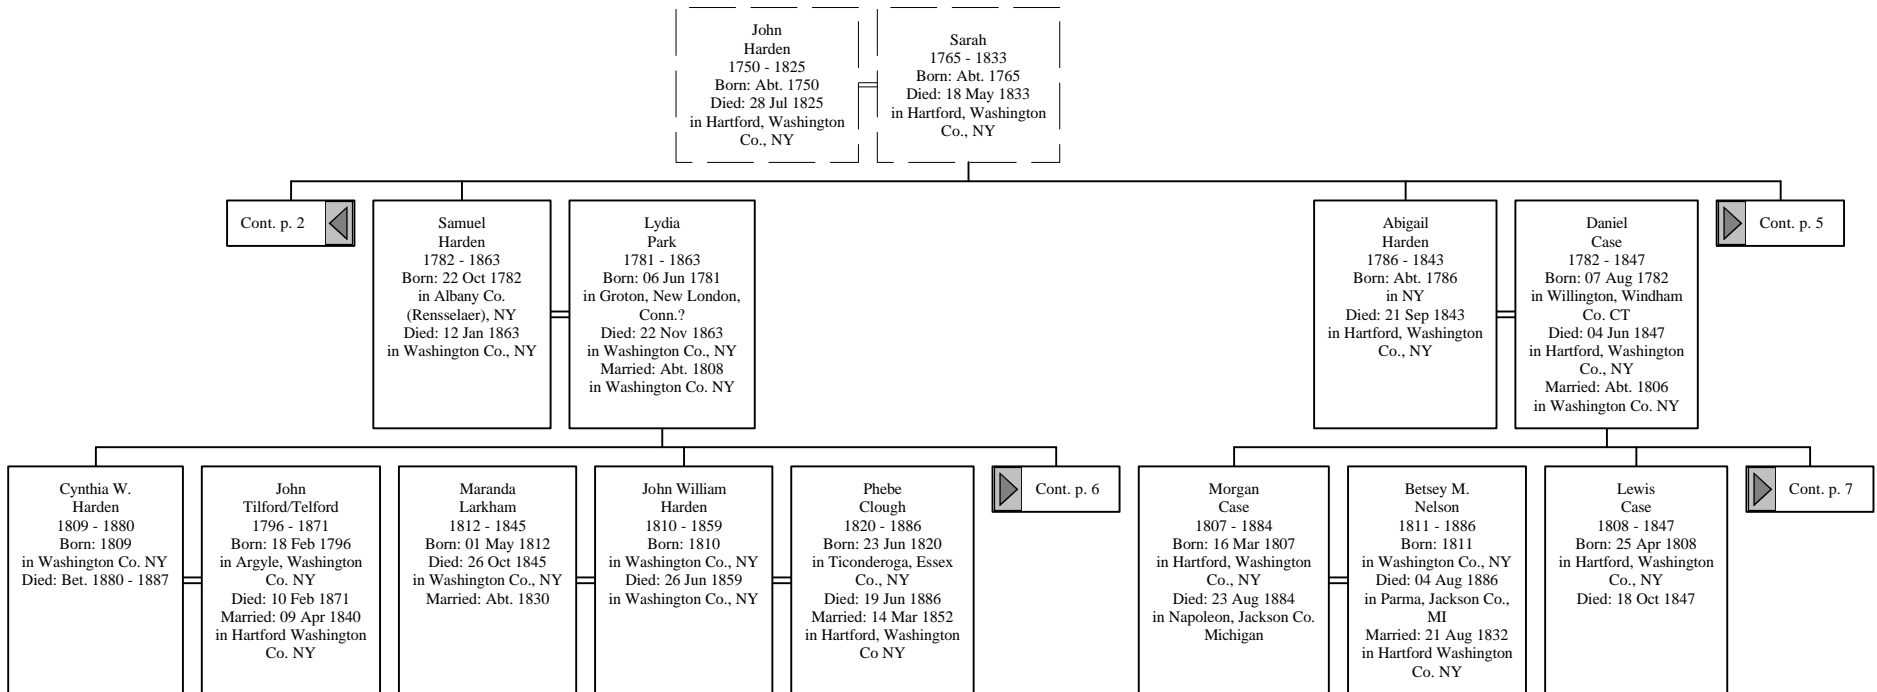 John
Harden
1750 - 1825
Born: Abt. 1750
Died: 28 Jul 1825
in Hartford, Washington
Co., NY
Sarah
1765 - 1833
Born: Abt. 1765
Died: 18 May 1833
in Hartford, Washington
Co., NY
Cont. p. 2
Samuel
Harden
1782 - 1863
Born: 22 Oct 1782
in Albany Co.
(Rensselaer), NY
Died: 12 Jan 1863
in Washington Co., NY
Lydia
Park
1781 - 1863
Born: 06 Jun 1781
in Groton, New London,
Conn.?
Died: 22 Nov 1863
in Washington Co., NY
Married: Abt. 1808
in Washington Co. NY
Abigail
Harden
1786 - 1843
Born: Abt. 1786
in NY
Died: 21 Sep 1843
in Hartford, Washington
Co., NY
Daniel
Case
1782 - 1847
Born: 07 Aug 1782
in Willington, Windham
Co. CT
Died: 04 Jun 1847
in Hartford, Washington
Co., NY
Married: Abt. 1806
in Washington Co. NY
Cont. p. 5
Cynthia W.
Harden
1809 - 1880
Born: 1809
in Washington Co. NY
Died: Bet. 1880 - 1887
John
Tilford/Telford
1796 - 1871
Born: 18 Feb 1796
in Argyle, Washington
Co. NY
Died: 10 Feb 1871
Married: 09 Apr 1840
in Hartford Washington
Co. NY
Maranda
Larkham
1812 - 1845
Born: 01 May 1812
Died: 26 Oct 1845
in Washington Co., NY
Married: Abt. 1830
John William
Harden
1810 - 1859
Born: 1810
in Washington Co., NY
Died: 26 Jun 1859
in Washington Co., NY
Phebe
Clough
1820 - 1886
Born: 23 Jun 1820
in Ticonderoga, Essex
Co., NY
Died: 19 Jun 1886
Married: 14 Mar 1852
in Hartford, Washington
Co NY
Cont. p. 6
Morgan
Case
1807 - 1884
Born: 16 Mar 1807
in Hartford, Washington
Co., NY
Died: 23 Aug 1884
in Napoleon, Jackson Co.
Michigan
Betsey M.
Nelson
1811 - 1886
Born: 1811
in Washington Co., NY
Died: 04 Aug 1886
in Parma, Jackson Co.,
MI
Married: 21 Aug 1832
in Hartford Washington
Co. NY
Lewis
Case
1808 - 1847
Born: 25 Apr 1808
in Hartford, Washington
Co., NY
Died: 18 Oct 1847
Cont. p. 7